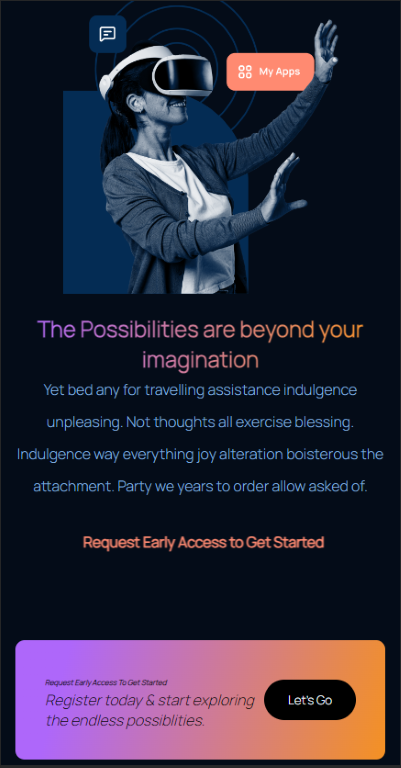 My Apps
The Possibilities are beyond your
imagination
Yet bed any for travelling assistance indulgence
unpleasing. Not thoughts all exercise blessing.
Indulgence way everything joy alteration boisterous the
attachment. Party we years to order allow asked of.
Request Early Access to Get Started
Request Early Access To Get Started
Register today & start exploring
the endless possiblities.
Let's Go